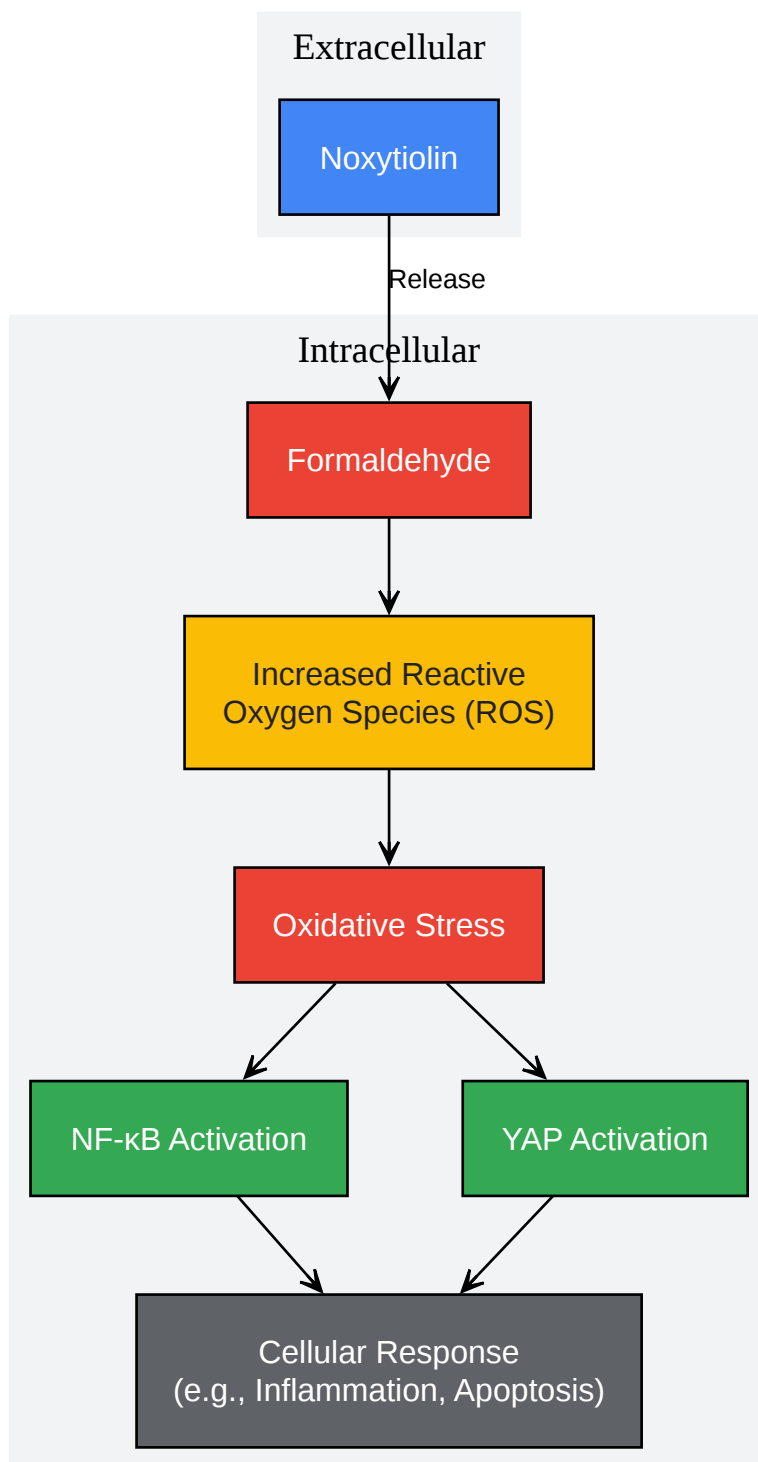 Extracellular
Noxytiolin
Release
Intracellular
Formaldehyde
Increased Reactive
Oxygen Species (ROS)
Oxidative Stress
NF-κB Activation
YAP Activation
Cellular Response
(e.g., Inflammation, Apoptosis)